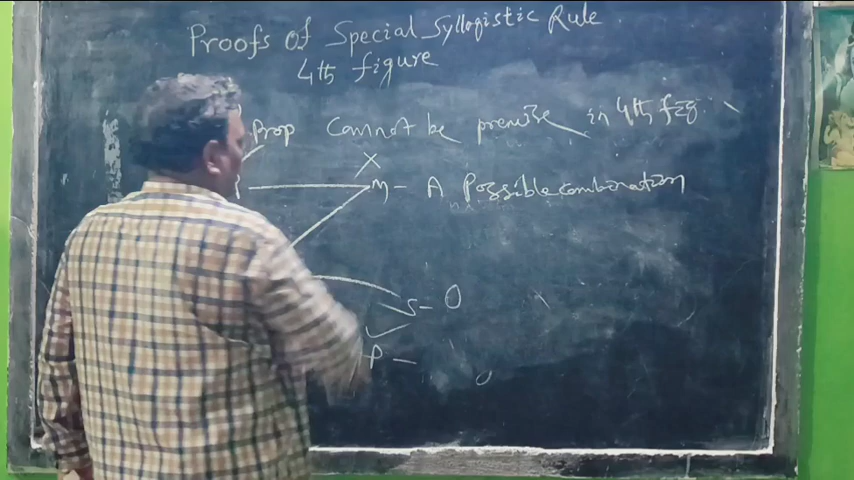 Proofs of Special Syllogistic Rule
4th figure
Prop Cannot be premise in 4th fig.
M - A Possible combination
S - O
P -